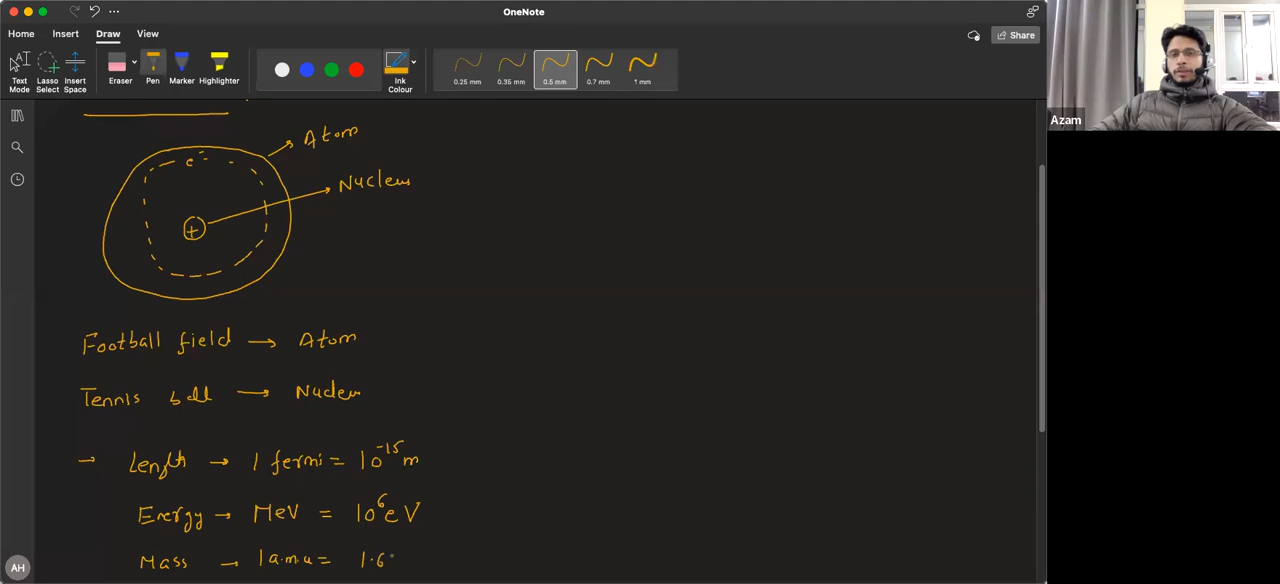 OneNote
Home Insert Draw View
Share
Text Mode
Lasso Select
Insert Space
Eraser
Pen
Marker
Highlighter
Ink Colour
0.25 mm
0.35 mm
0.5 mm
0.7 mm
1 mm
Azam
Atom
e-
Nucleus
+
Football field → Atom
Tennis ball → Nucleus
→ Length → 1 fermi = 10⁻¹⁵ m
Energy → MeV = 10⁶ eV
Mass → 1 a.m.u = 1.6
AH